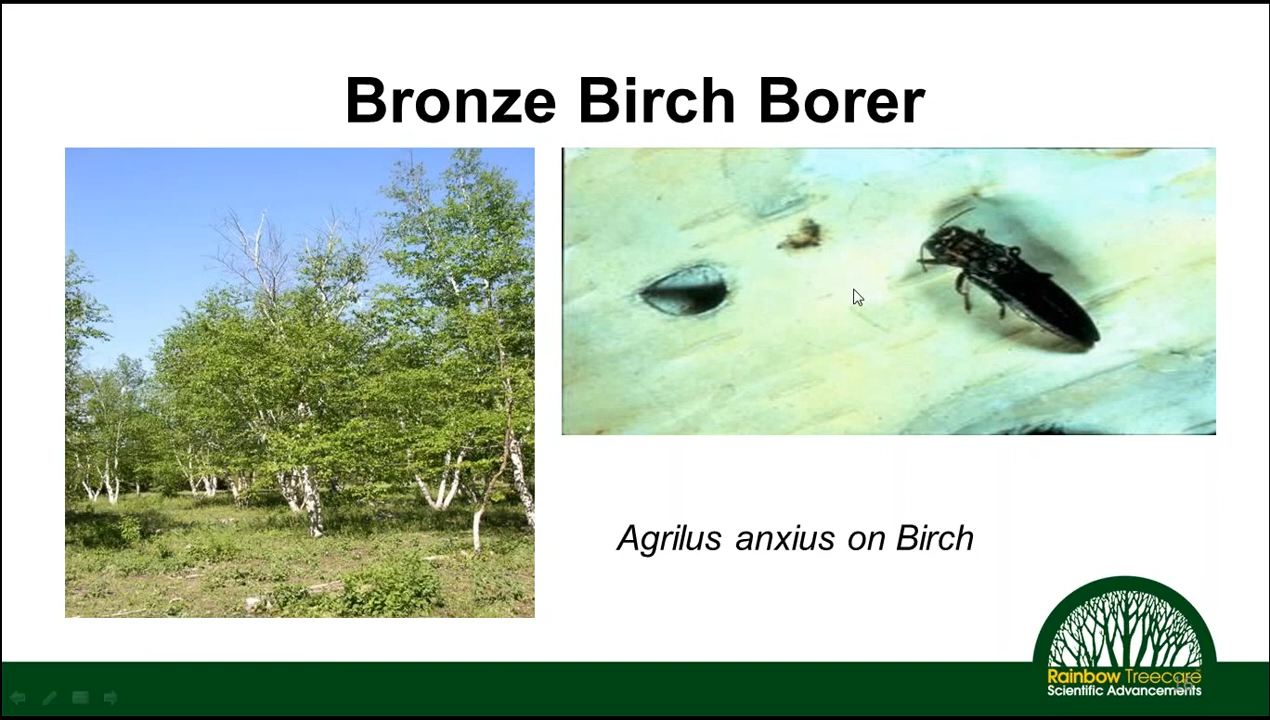 Bronze Birch Borer
Agrilus anxius on Birch
Rainbow Treecare
Scientific Advancements